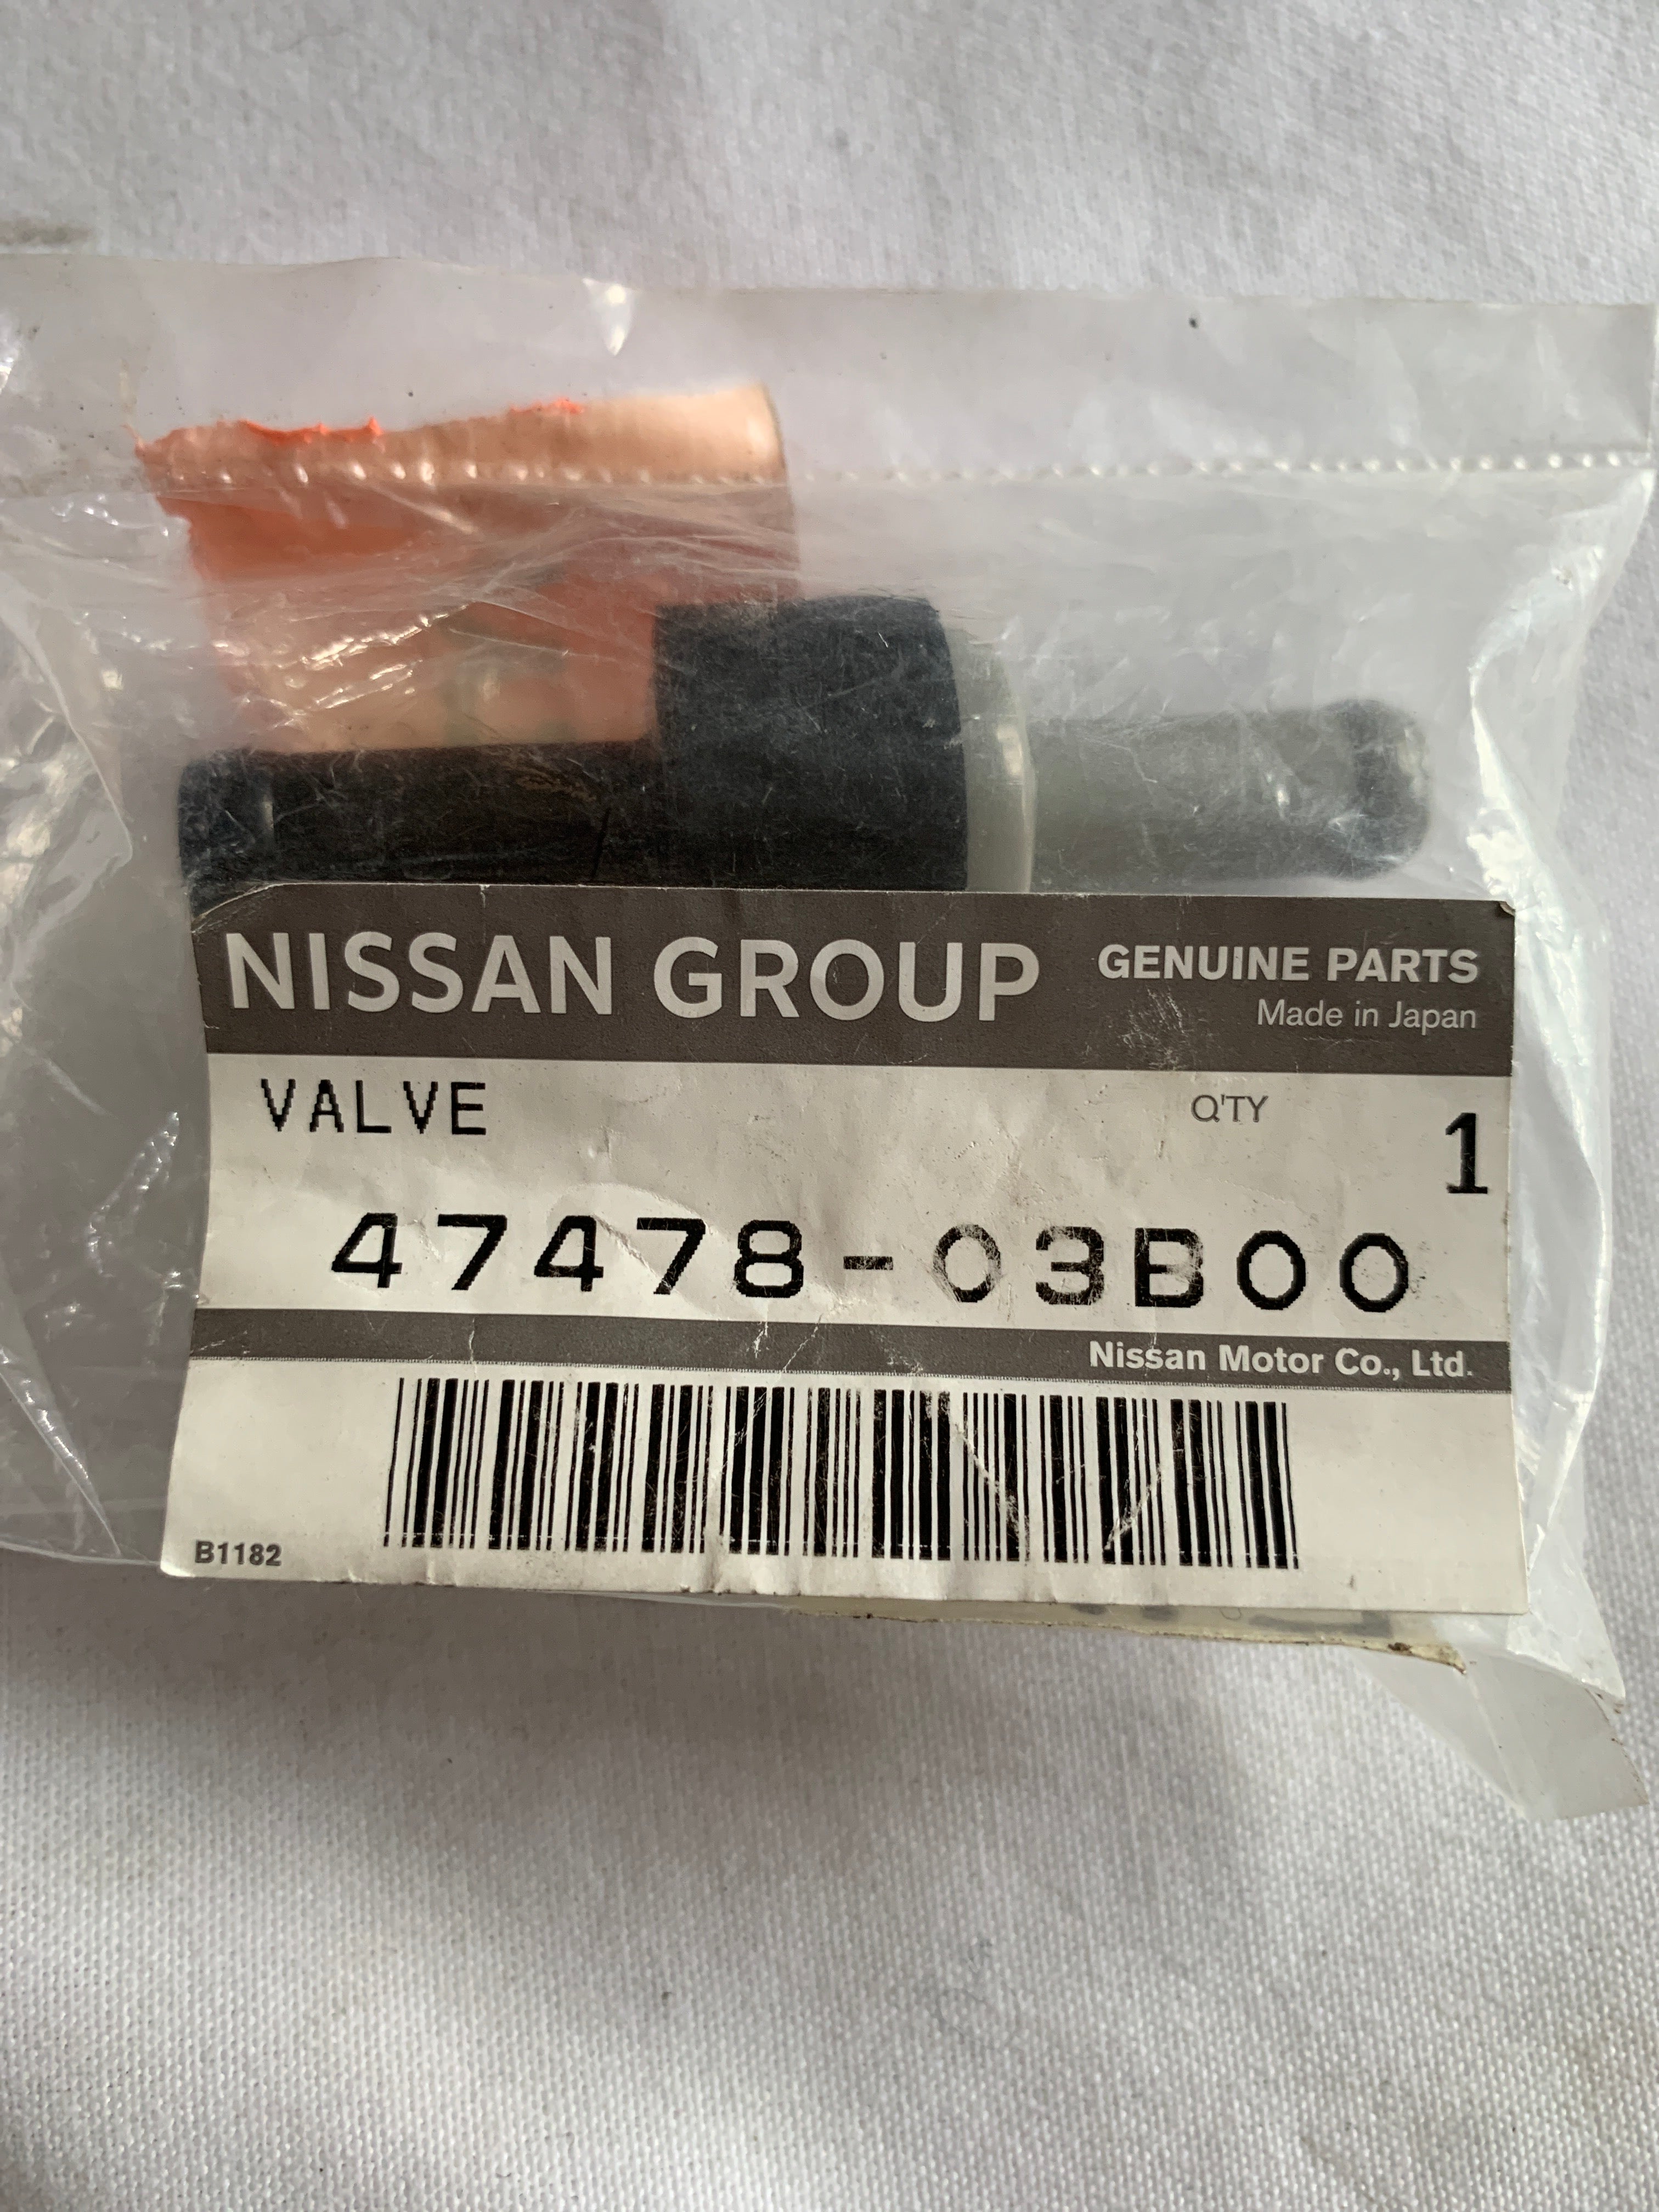 NISSAN GROUP GENUINE PARTS
Made in Japan
VALVE Q'TY 1
47478-03B00
Nissan Motor Co., Ltd.
B1182